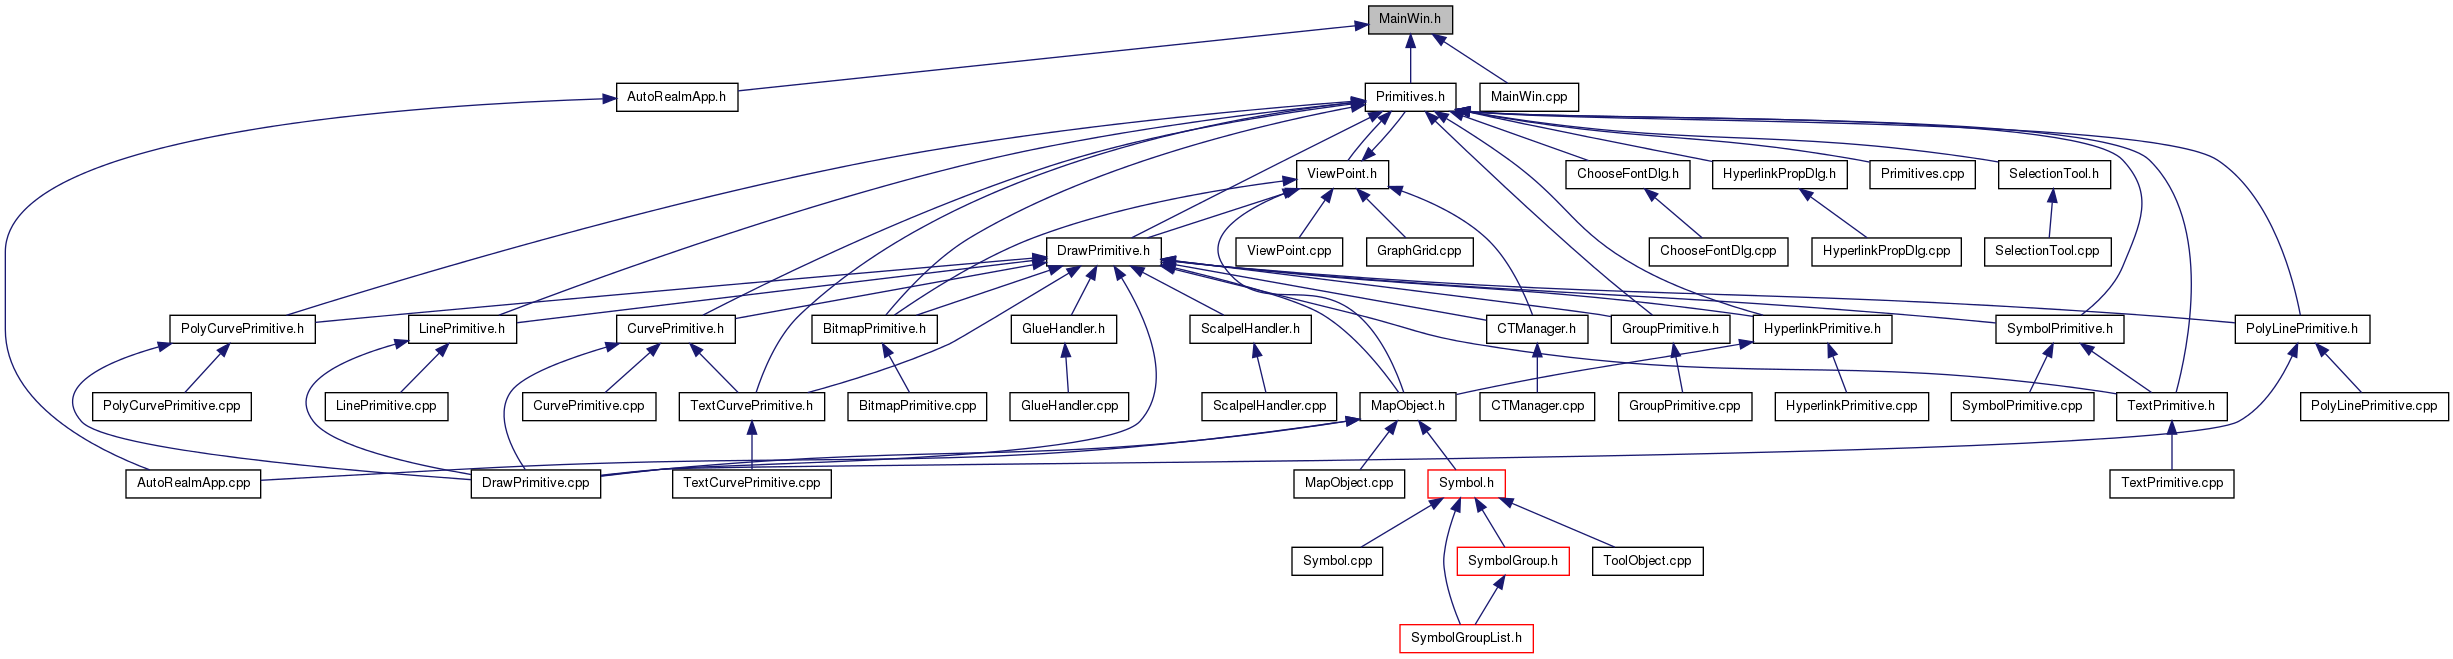 MainWin.h
AutoRealmApp.h
Primitives.h
MainWin.cpp
ViewPoint.h
ChooseFontDlg.h
HyperlinkPropDlg.h
Primitives.cpp
SelectionTool.h
DrawPrimitive.h
ViewPoint.cpp
GraphGrid.cpp
ChooseFontDlg.cpp
HyperlinkPropDlg.cpp
SelectionTool.cpp
PolyCurvePrimitive.h
LinePrimitive.h
CurvePrimitive.h
BitmapPrimitive.h
GlueHandler.h
ScalpelHandler.h
CTManager.h
GroupPrimitive.h
HyperlinkPrimitive.h
SymbolPrimitive.h
PolyLinePrimitive.h
PolyCurvePrimitive.cpp
LinePrimitive.cpp
CurvePrimitive.cpp
TextCurvePrimitive.h
BitmapPrimitive.cpp
GlueHandler.cpp
ScalpelHandler.cpp
MapObject.h
CTManager.cpp
GroupPrimitive.cpp
HyperlinkPrimitive.cpp
SymbolPrimitive.cpp
TextPrimitive.h
PolyLinePrimitive.cpp
AutoRealmApp.cpp
DrawPrimitive.cpp
TextCurvePrimitive.cpp
MapObject.cpp
Symbol.h
TextPrimitive.cpp
Symbol.cpp
SymbolGroup.h
ToolObject.cpp
SymbolGroupList.h